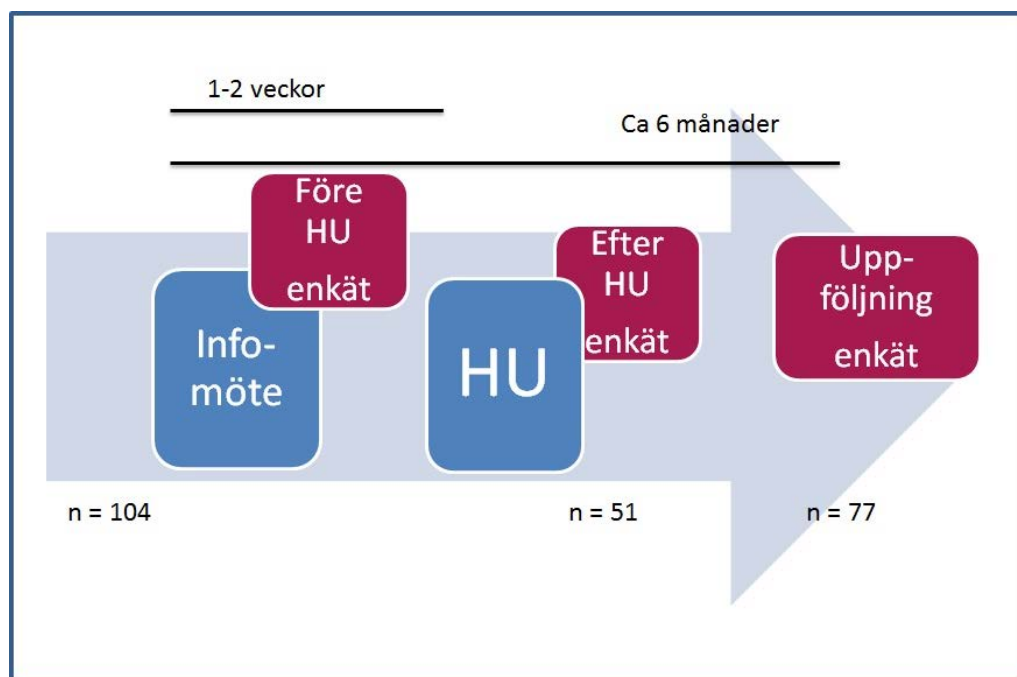 1-2 veckor
Ca 6 månader
Före
HU
enkät
Info-
möte
HU
Efter
HU
enkät
Upp-
följning
enkät
n = 104
n = 51
n = 77